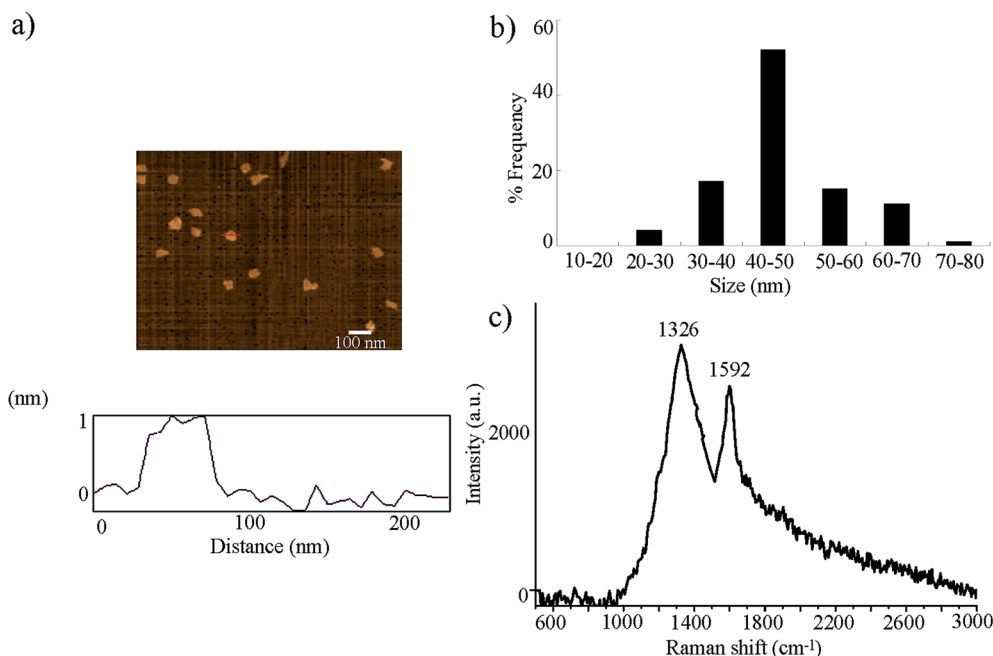 a)
100 nm
(nm)
1
0
0
100
200
Distance (nm)
b)
60
40
20
0
% Frequency
10-20 20-30 30-40 40-50 50-60 60-70 70-80
Size (nm)
c)
1326
1592
2000
0
Intensity (a.u.)
600 1000 1400 1800 2200 2600 3000
Raman shift (cm-1)